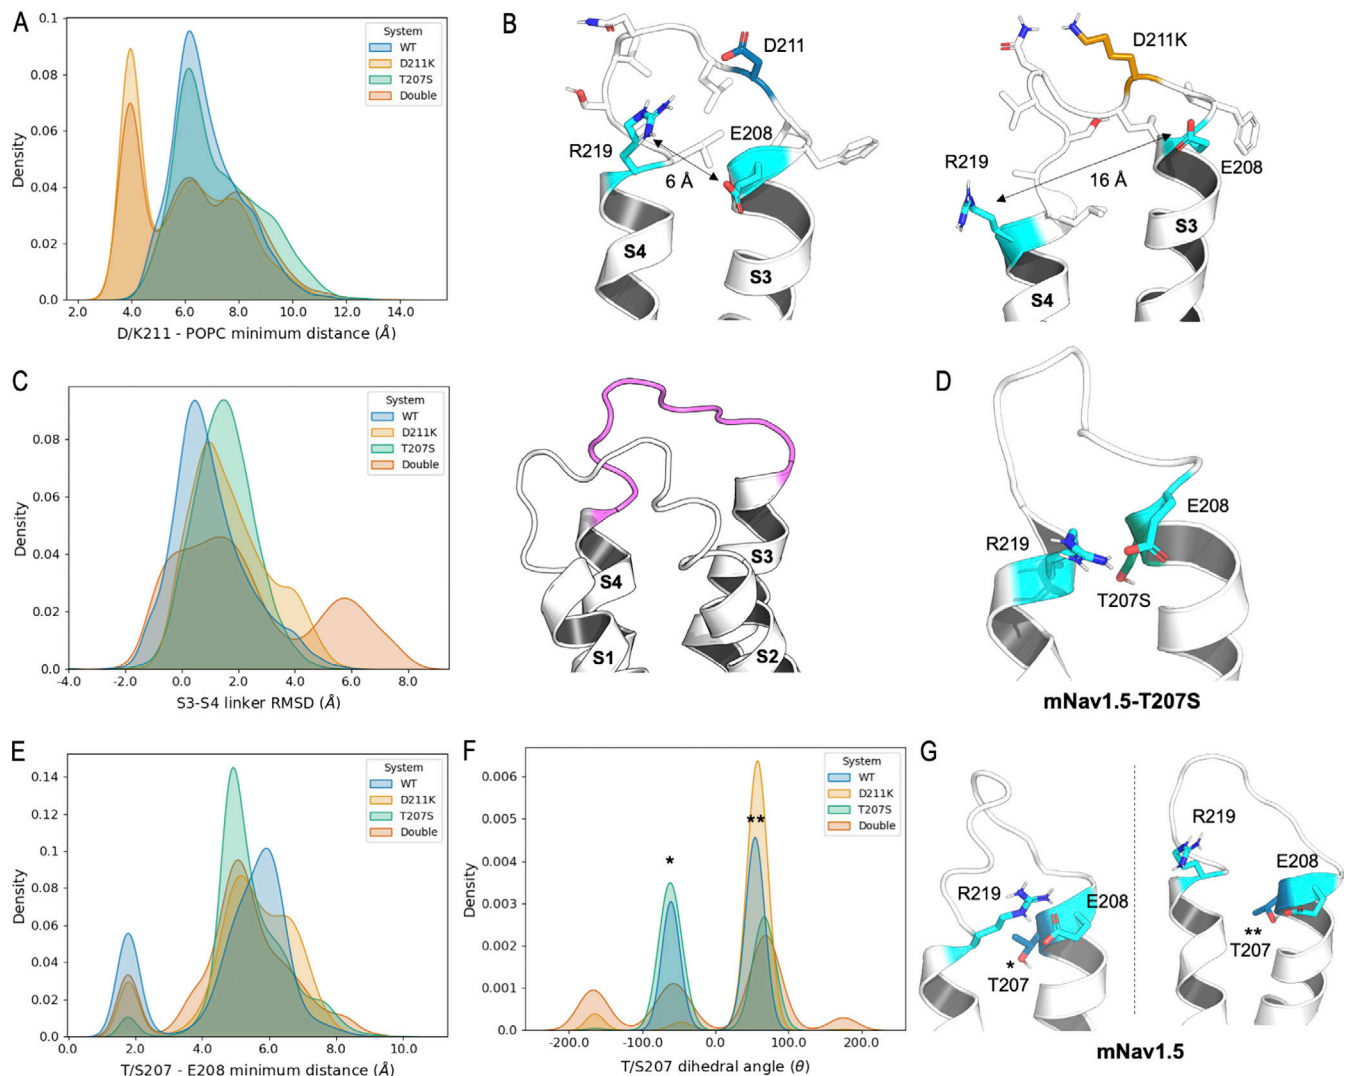 A
System
WT
D211K
T207S
Double
0.1
0.08
0.06
0.04
0.02
0.0
Density
2.0 4.0 6.0 8.0 10.0 12.0 14.0
D/K211 - POPC minimum distance (Å)
B
D211
R219
E208
6 Å
S4
S3
D211K
R219
E208
16 Å
S3
S4
C
System
WT
D211K
T207S
Double
0.08
0.06
0.04
0.02
0.0
Density
-4.0 -2.0 0.0 2.0 4.0 6.0 8.0
S3-S4 linker RMSD (Å)
S4
S3
S1
S2
D
E208
R219
T207S
mNav1.5-T207S
E
System
WT
D211K
T207S
Double
0.14
0.12
0.1
0.08
0.06
0.04
0.02
0.0
Density
0.0 2.0 4.0 6.0 8.0 10.0
T/S207 - E208 minimum distance (Å)
F
System
WT
D211K
T207S
Double
0.006
0.005
0.004
0.003
0.002
0.001
0.0
Density
*
**
-200.0 -100.0 0.0 100.0 200.0
T/S207 dihedral angle (θ)
G
R219
E208
*
T207
R219
E208
**
T207
mNav1.5